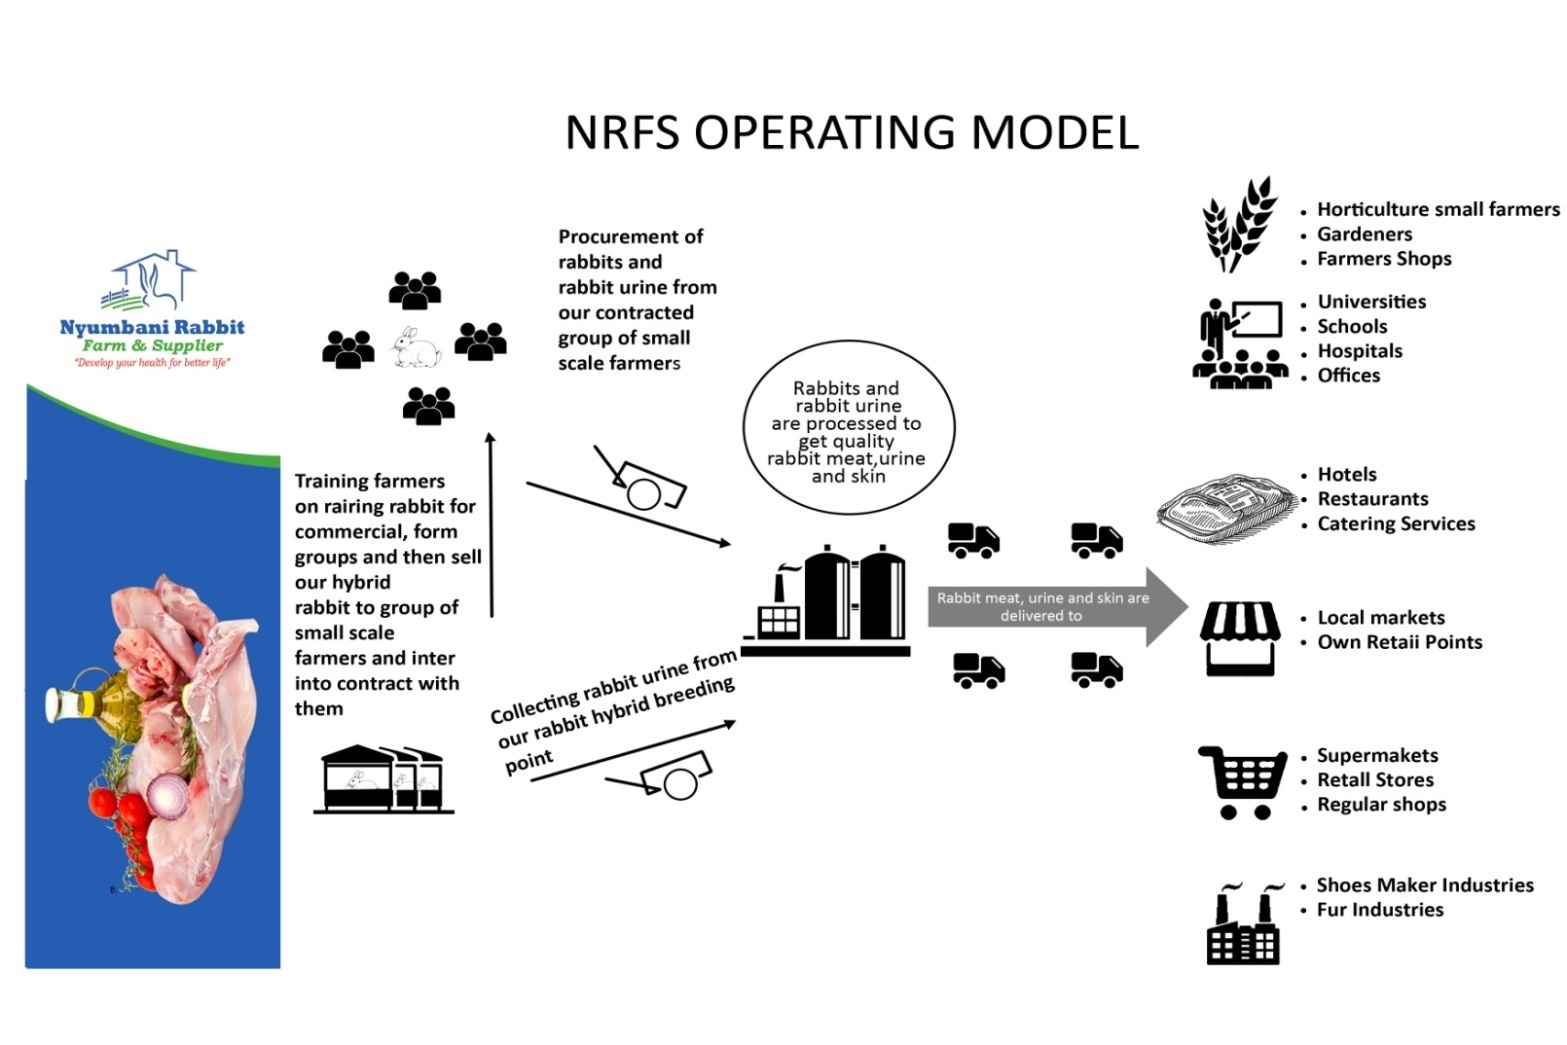 NRFS OPERATING MODEL
Nyumbani Rabbit
Farm & Supplier
"Develop your health for better life"
Procurement of
rabbits and
rabbit urine from
our contracted
group of small
scale farmers
Training farmers
on rairing rabbit for
commercial, form
groups and then sell
our hybrid
rabbit to group of
small scale
farmers and inter
into contract with
them
Collecting rabbit urine from
our rabbit hybrid breeding
point
Rabbits and
rabbit urine
are processed to
get quality
rabbit meat,urine
and skin
Rabbit meat, urine and skin are
delivered to
• Horticulture small farmers
• Gardeners
• Farmers Shops
• Universities
• Schools
• Hospitals
• Offices
• Hotels
• Restaurants
• Catering Services
• Local markets
• Own Retaii Points
• Supermakets
• Retall Stores
• Regular shops
• Shoes Maker Industries
• Fur Industries